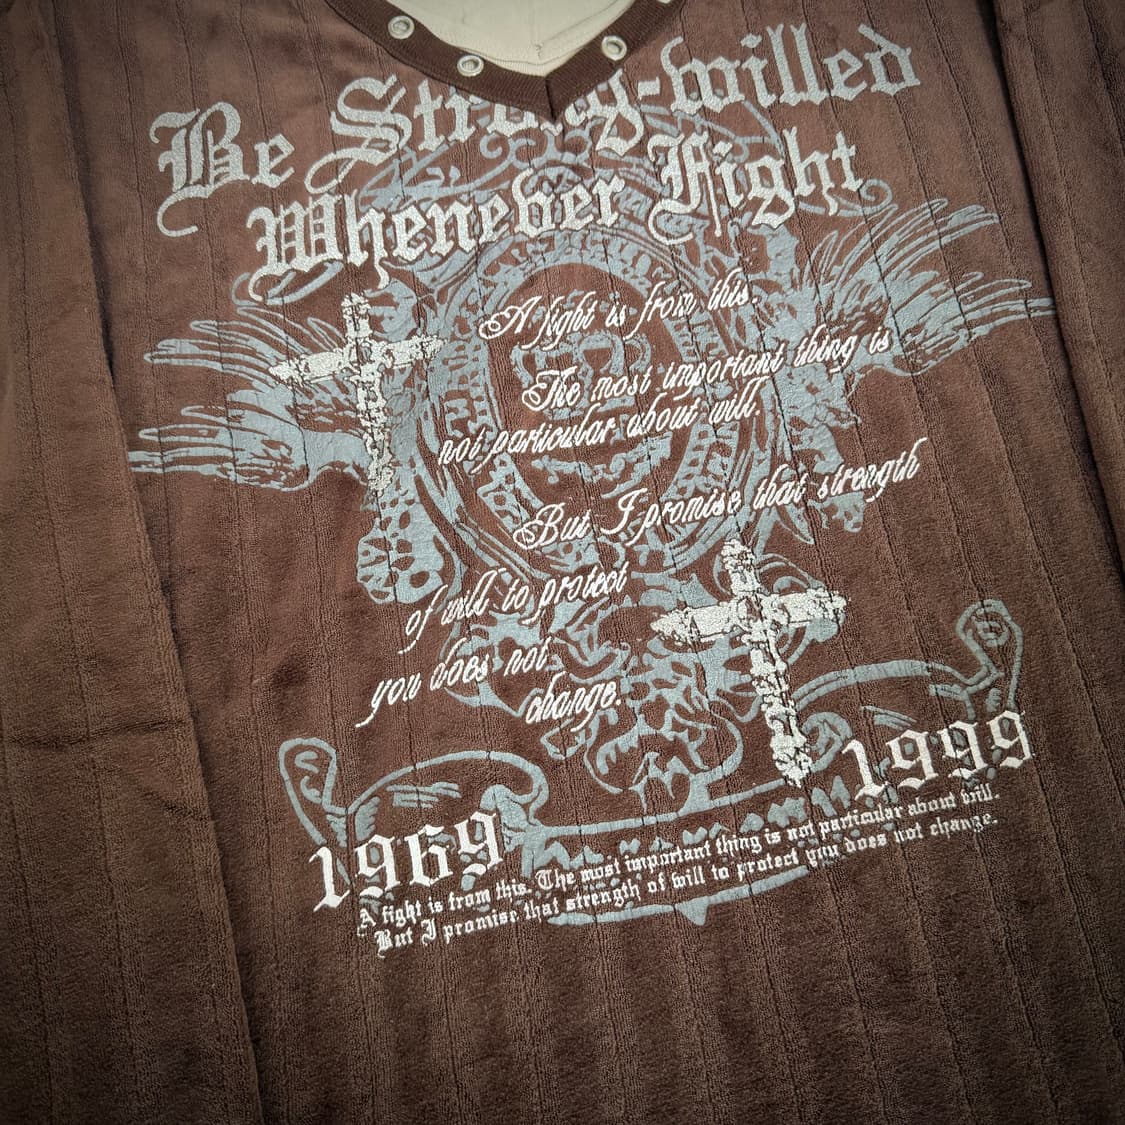 Be Strong-willed
Whenever Fight
A fight is from this.
The most important thing is
not particular about will.
But I promise that strength
of will to protect
you does not
change.
1999
1969
A fight is from this. The most important thing is not particular about will.
But I promise that strength of will to protect you does not change.